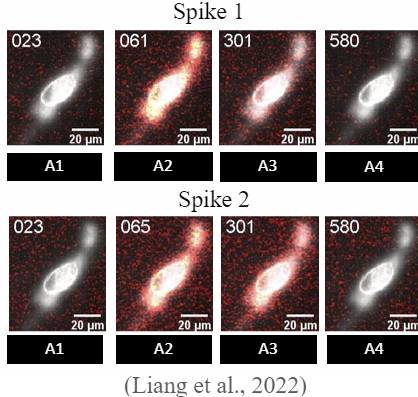 Spike 1
023 061 301 580
20 µm 20 µm 20 µm 20 µm
A1 A2 A3 A4
Spike 2
023 065 301 580
20 µm 20 µm 20 µm 20 µm
A1 A2 A3 A4
(Liang et al., 2022)